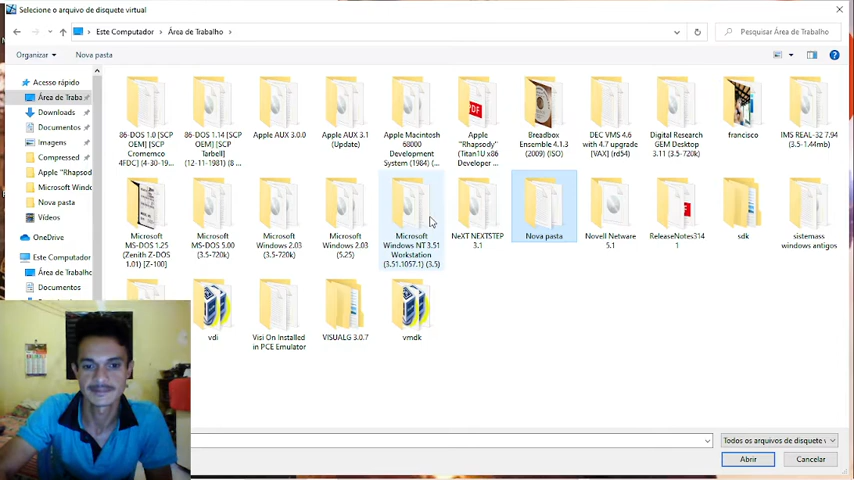 Selecione o arquivo de disquete virtual
Este Computador > Área de Trabalho >
Pesquisar Área de Trabalho
Organizar
Nova pasta
Acesso rápido
Área de Traba
Downloads
Documentos
Imagens
Compressed
Apple "Rhapsody"
Microsoft Windo
Nova pasta
Vídeos
OneDrive
Este Computador
Área de Trabalho
Documentos
86-DOS 1.0 [SCP
OEM] [SCP
Cromemco
4FDC] (4-30-19...
86-DOS 1.14 [SCP
OEM] [SCP
Tarbell]
(12-11-1981) (8 ...
Apple AUX 3.0.0
Apple AUX 3.1
(Update)
Apple Macintosh
68000
Development
System (1984) (...
Apple
"Rhapsody"
(Titan1U x86
Developer ...
Breadbox
Ensemble 4.1.3
(2009) (ISO)
DEC VMS 4.6
with 4.7 upgrade
[VAX] (rd54)
Digital Research
GEM Desktop
3.11 (3.5-720k)
francisco
IMS REAL-32 7.94
(3.5-1.44mb)
Microsoft
MS-DOS 1.25
(Zenith Z-DOS
1.01) [Z-100]
Microsoft
MS-DOS 5.00
(3.5-720k)
Microsoft
Windows 2.03
(3.5-720k)
Microsoft
Windows 2.03
(5.25)
Microsoft
Windows NT 3.51
Workstation
(3.51.1057.1) (3,5)
NeXT NEXTSTEP
3.1
Nova pasta
Novell Netware
5.1
ReleaseNotes314
1
sdk
sistemass
windows antigos
vdi
Visi On Installed
in PCE Emulator
VISUALG 3.0.7
vmdk
Todos os arquivos de disquete v
Abrir
Cancelar